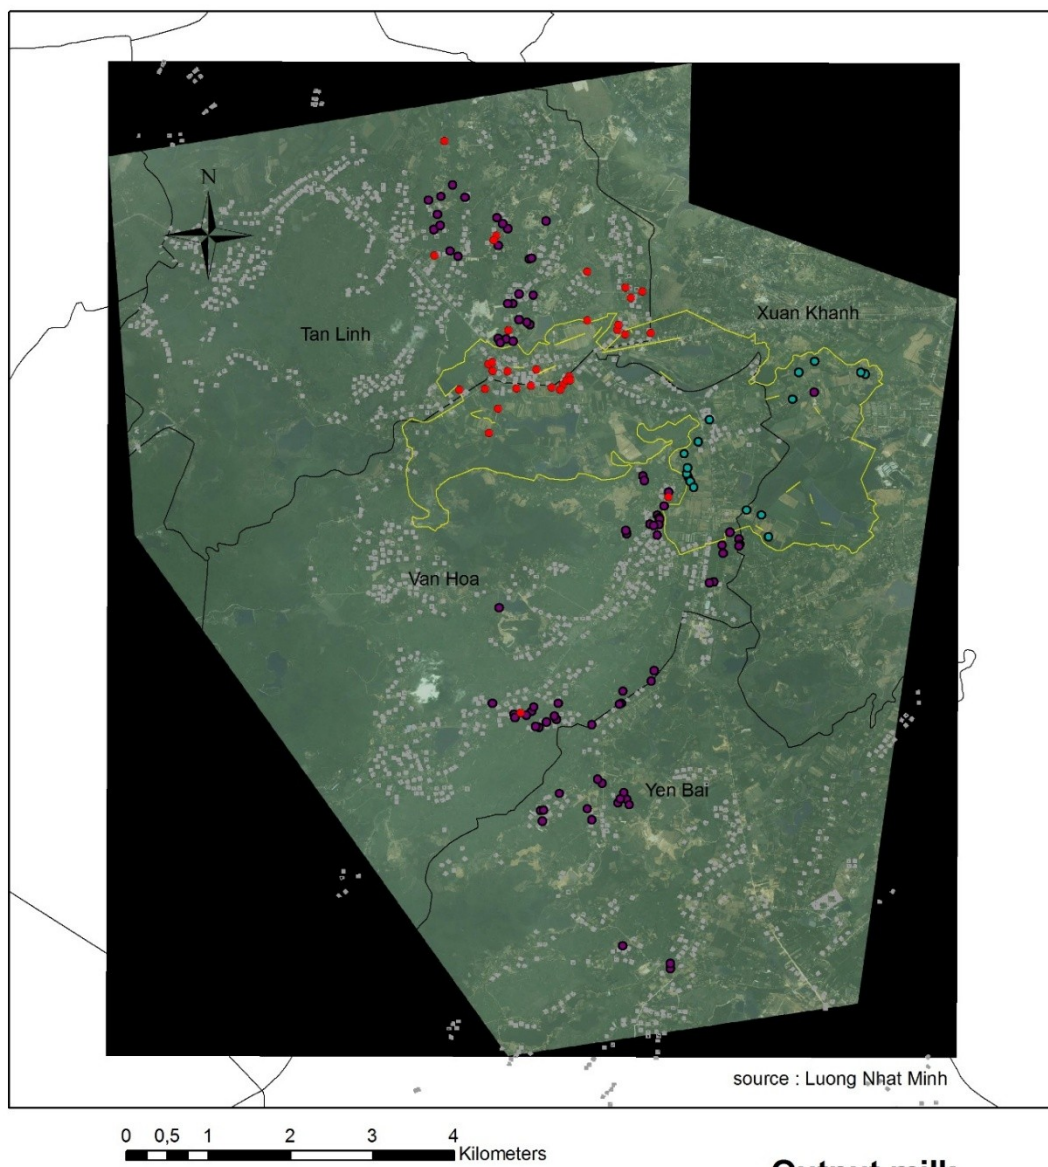 N
Tan Linh
Xuan Khanh
Van Hoa
Yen Bai
source : Luong Nhat Minh
0 0,5 1 2 3 4
Kilometers
Output milk